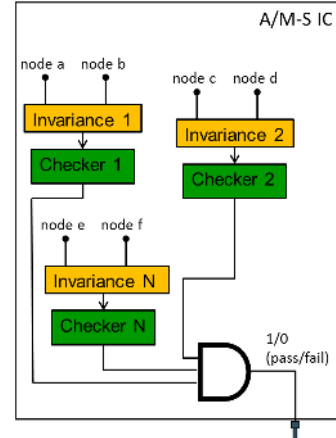 A/M-S IC
node a node b
node c node d
Invariance 1
Invariance 2
Checker 1
Checker 2
node e node f
Invariance N
Checker N
1/0
(pass/fail)